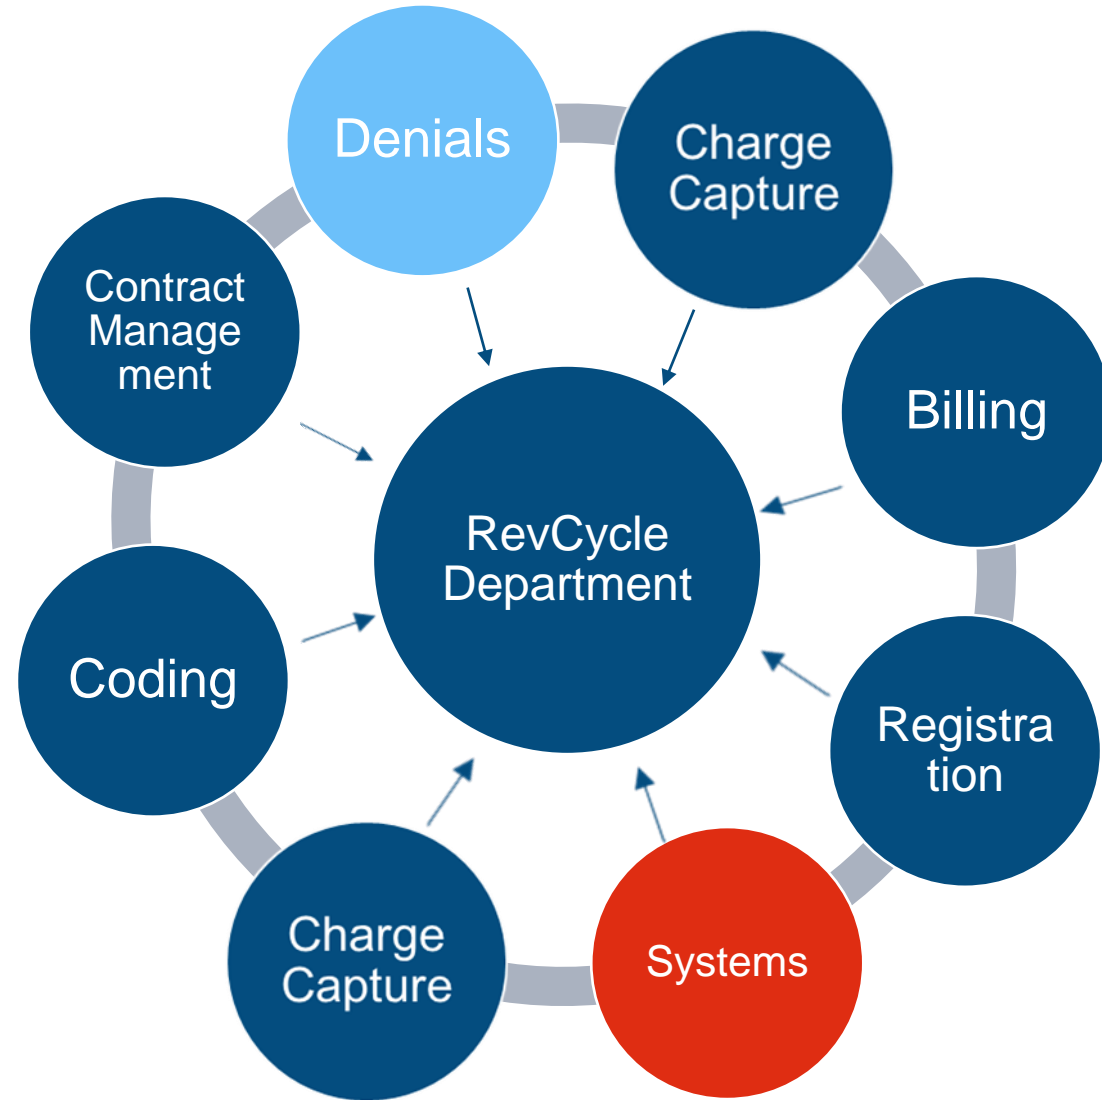 Denials
Charge
Capture
Contract
Manage
ment
Billing
RevCycle
Department
Coding
Registra
tion
Charge
Capture
Systems